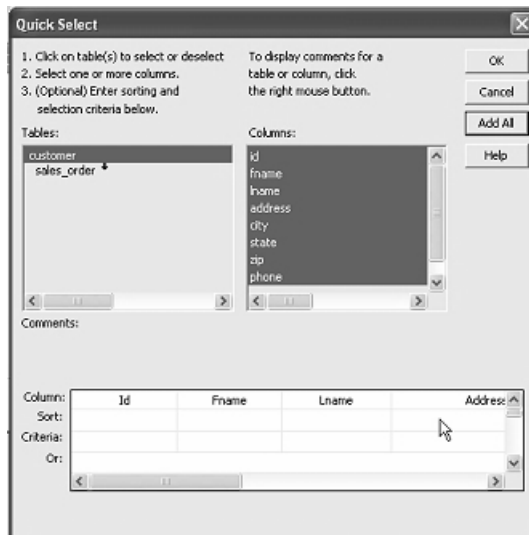 Quick Select
1. Click on table(s) to select or deselect
2. Select one or more columns.
3. (Optional) Enter sorting and
selection criteria below.
To display comments for a
table or column, click
the right mouse button.
OK
Cancel
Add All
Help
Tables:
customer
sales_order
Columns:
id
fname
lname
address
city
state
zip
phone
Comments:
Column: Id Fname Lname Address
Sort:
Criteria:
Or: